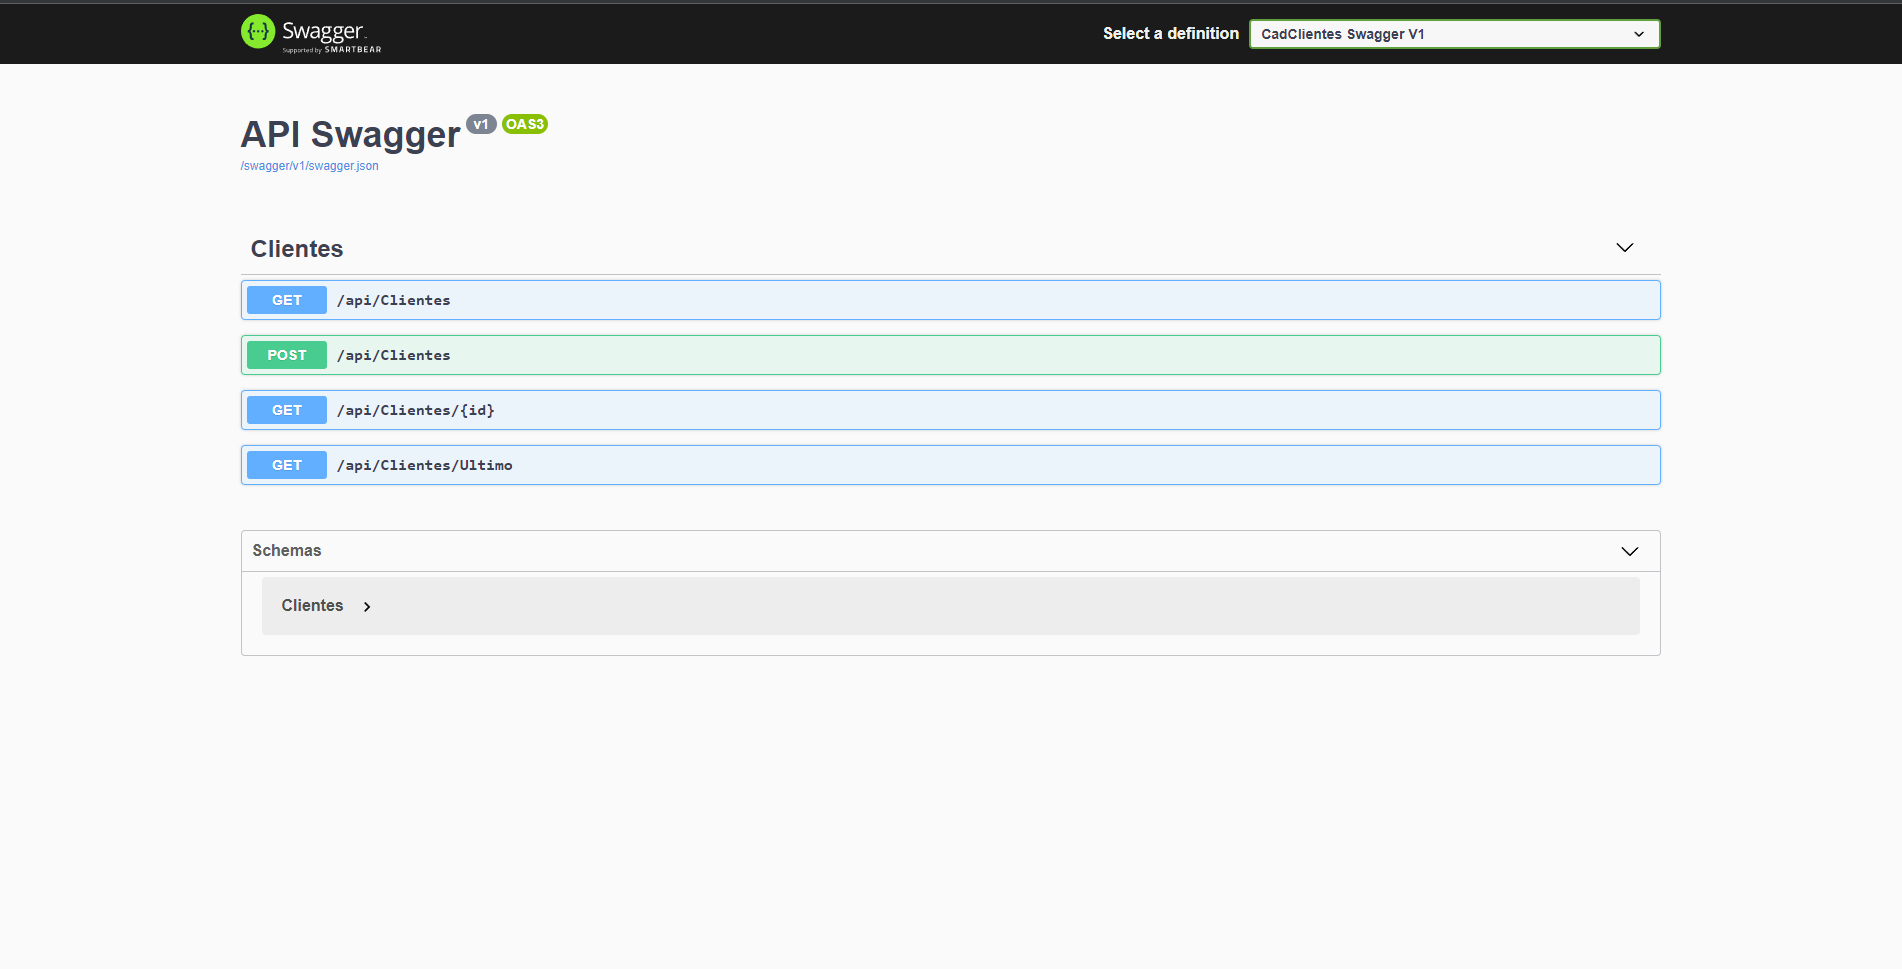 {···} Swagger
Supported by SMARTBEAR
Select a definition
CadClientes Swagger V1
API Swagger v1 OAS3
/swagger/v1/swagger.json
Clientes
GET /api/Clientes
POST /api/Clientes
GET /api/Clientes/{id}
GET /api/Clientes/Ultimo
Schemas
Clientes